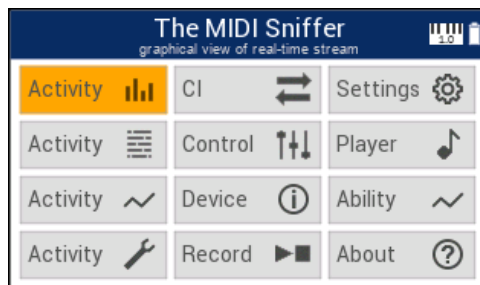 The MIDI Sniffer
graphical view of real-time stream
1.0
Activity CI Settings
Activity Control Player
Activity Device Ability
Activity Record About